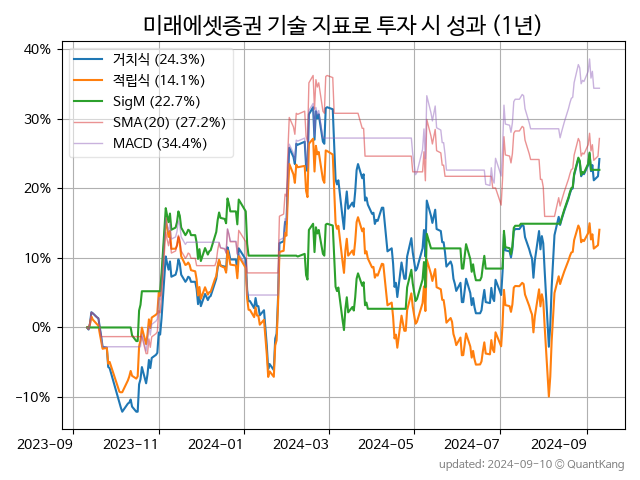 미래에셋증권 기술 지표로 투자 시 성과 (1년)
거치식 (24.3%)
적립식 (14.1%)
SigM (22.7%)
SMA(20) (27.2%)
MACD (34.4%)
40%
30%
20%
10%
0%
−10%
2023-09 2023-11 2024-01 2024-03 2024-05 2024-07 2024-09
updated: 2024-09-10 © QuantKang